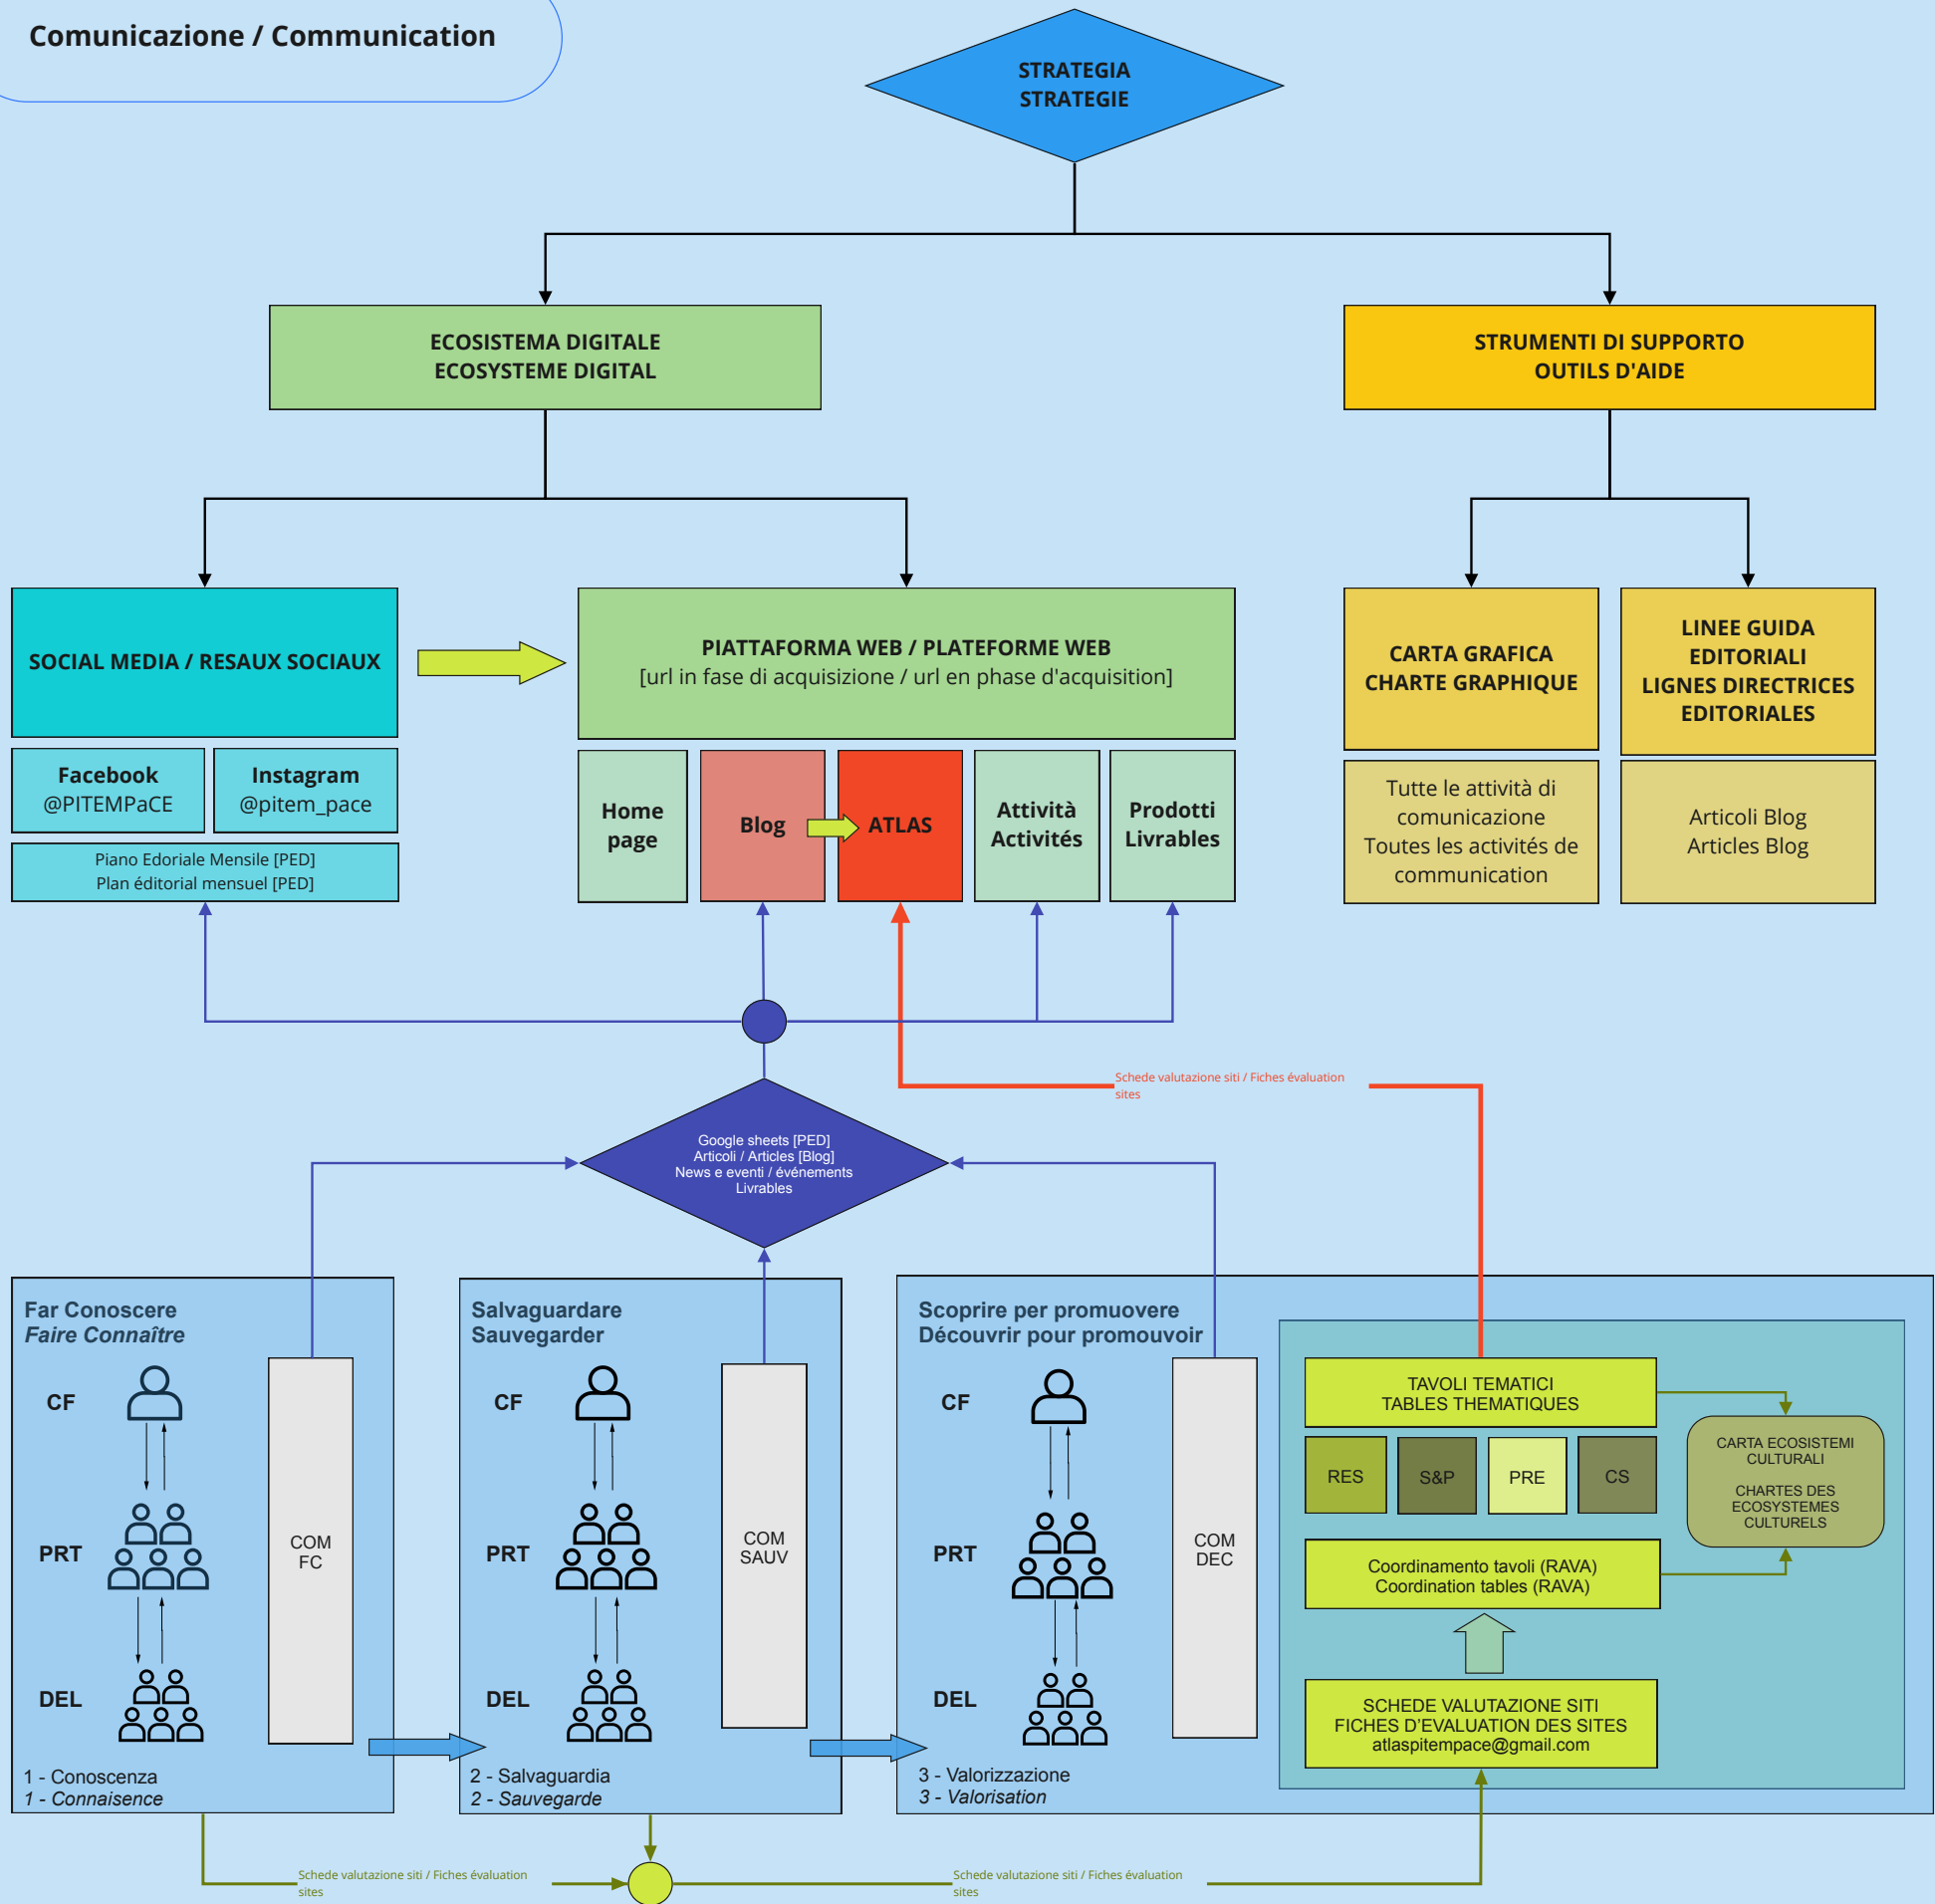 Comunicazione / Communication
STRATEGIA
STRATEGIE
ECOSISTEMA DIGITALE
ECOSYSTEME DIGITAL
STRUMENTI DI SUPPORTO
OUTILS D'AIDE
SOCIAL MEDIA / RESAUX SOCIAUX
PIATTAFORMA WEB / PLATEFORME WEB
[url in fase di acquisizione / url en phase d'acquisition]
CARTA GRAFICA
CHARTE GRAPHIQUE
LINEE GUIDA
EDITORIALI
LIGNES DIRECTRICES
EDITORIALES
Facebook
@PITEMPaCE
Instagram
@pitem_pace
Piano Edoriale Mensile [PED]
Plan éditorial mensuel [PED]
Home
page
Blog
ATLAS
Attività
Activités
Prodotti
Livrables
Tutte le attività di
comunicazione
Toutes les activités de
communication
Articoli Blog
Articles Blog
Schede valutazione siti / Fiches évaluation
sites
Google sheets [PED]
Articoli / Articles [Blog]
News e eventi / événements
Livrables
Far Conoscere
Faire Connaître
CF
PRT
DEL
COM
FC
1 - Conoscenza
1 - Connaisence
Salvaguardare
Sauvegarder
CF
PRT
DEL
COM
SAUV
2 - Salvaguardia
2 - Sauvegarde
Scoprire per promuovere
Découvrir pour promouvoir
CF
PRT
DEL
COM
DEC
3 - Valorizzazione
3 - Valorisation
TAVOLI TEMATICI
TABLES THEMATIQUES
RES
S&P
PRE
CS
CARTA ECOSISTEMI
CULTURALI
CHARTES DES
ECOSYSTEMES
CULTURELS
Coordinamento tavoli (RAVA)
Coordination tables (RAVA)
SCHEDE VALUTAZIONE SITI
FICHES D'EVALUATION DES SITES
atlaspitempace@gmail.com
Schede valutazione siti / Fiches évaluation
sites
Schede valutazione siti / Fiches évaluation
sites